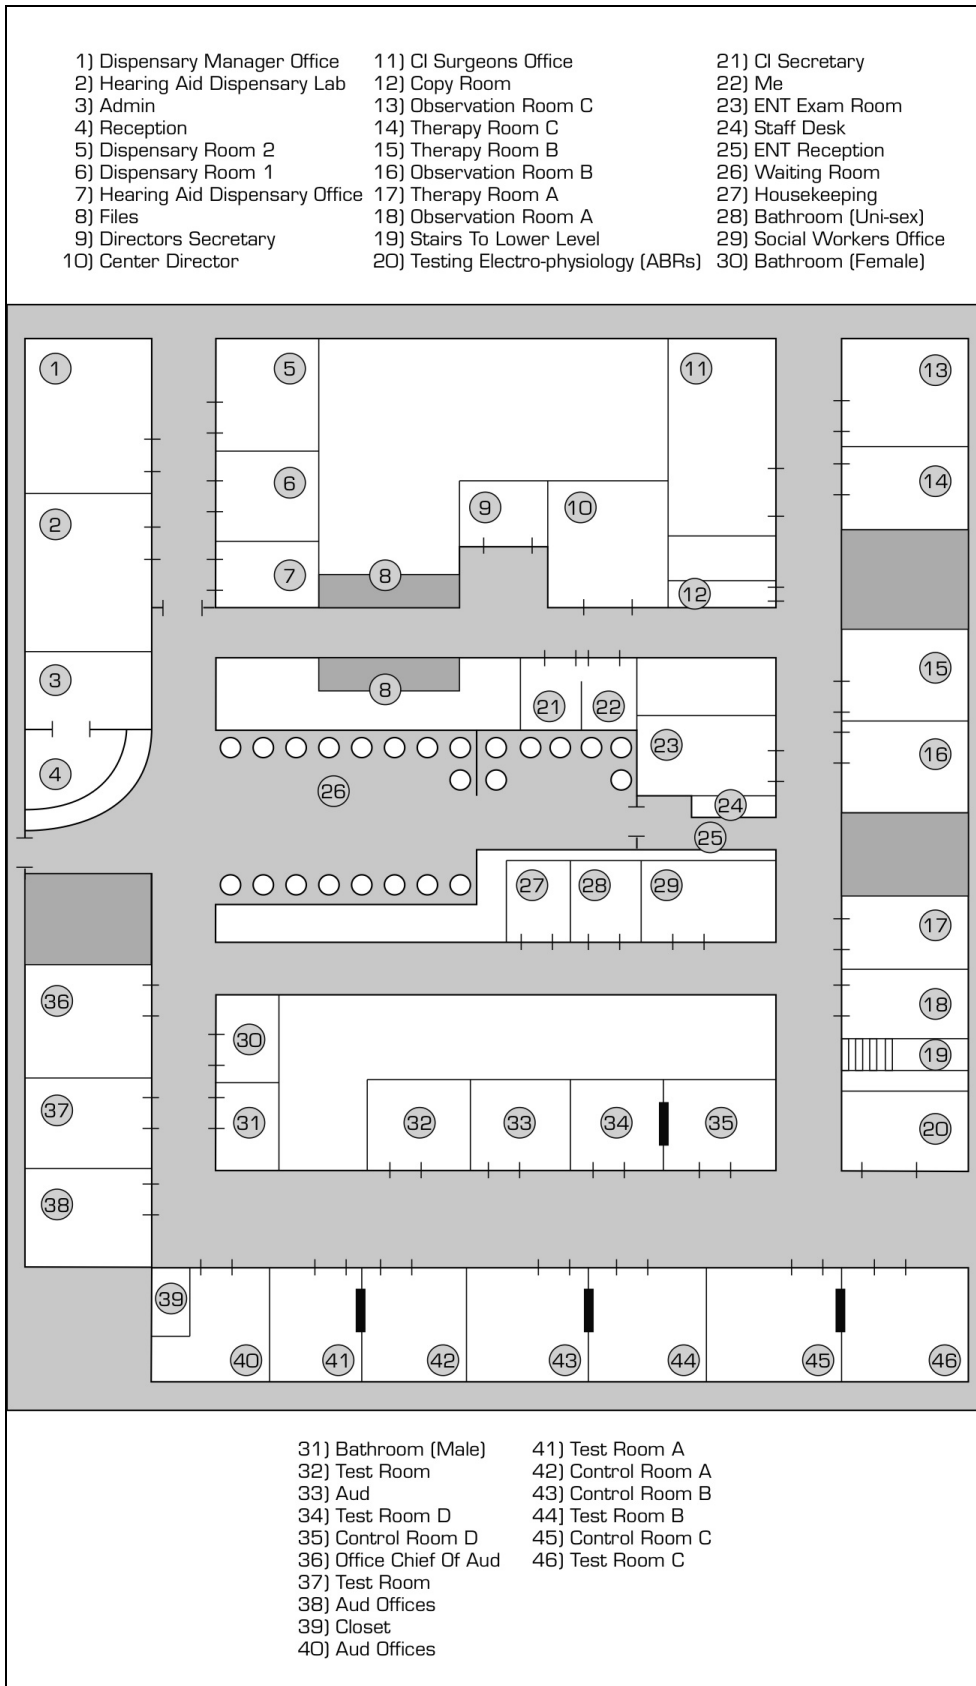 1) Dispensary Manager Office
2) Hearing Aid Dispensary Lab
3) Admin
4) Reception
5) Dispensary Room 2
6) Dispensary Room 1
7) Hearing Aid Dispensary Office
8) Files
9) Directors Secretary
10) Center Director
11) CI Surgeons Office
12) Copy Room
13) Observation Room C
14) Therapy Room C
15) Therapy Room B
16) Observation Room B
17) Therapy Room A
18) Observation Room A
19) Stairs To Lower Level
20) Testing Electro-physiology (ABRs)
21) CI Secretary
22) Me
23) ENT Exam Room
24) Staff Desk
25) ENT Reception
26) Waiting Room
27) Housekeeping
28) Bathroom (Uni-sex)
29) Social Workers Office
30) Bathroom (Female)
1
5
11
13
2
6
9
10
14
7
8
12
3
8
21
22
15
4
26
23
16
24
25
27
28
29
17
36
30
18
19
37
31
32
33
34
35
20
38
39
40
41
42
43
44
45
46
31) Bathroom (Male)
32) Test Room
33) Aud
34) Test Room D
35) Control Room D
36) Office Chief Of Aud
37) Test Room
38) Aud Offices
39) Closet
40) Aud Offices
41) Test Room A
42) Control Room A
43) Control Room B
44) Test Room B
45) Control Room C
46) Test Room C